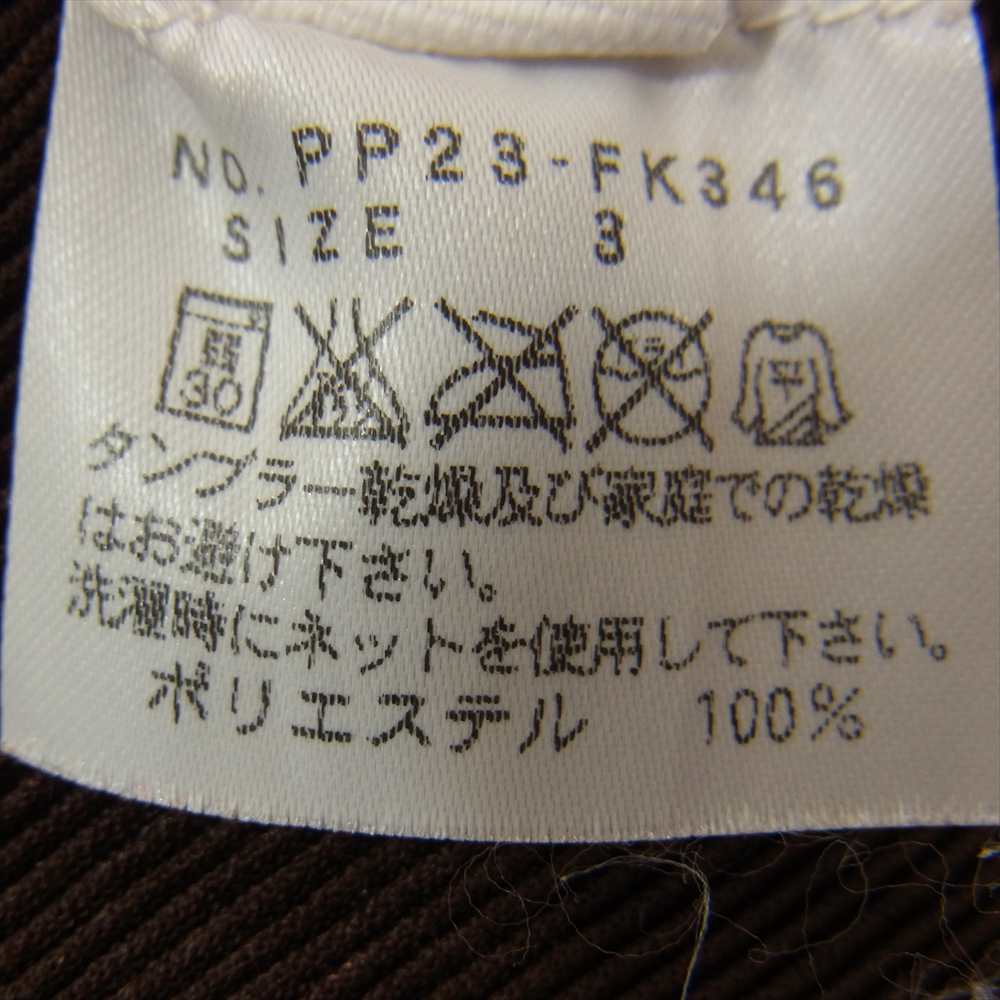 NO. PP23-FK346
SIZE 3
30 平
タンブラー乾燥及び家庭での乾燥
はお避け下さい。
洗濯時にネットを使用して下さい。
ポリエステル 100%